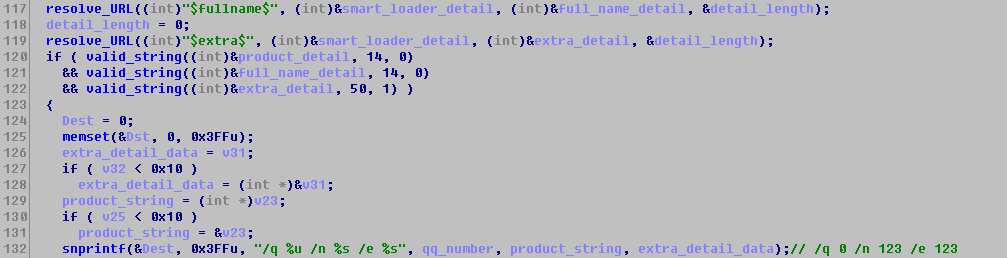 117 resolve_URL((int)"$fullname$", (int)&smart_loader_detail, (int)&full_name_detail, &detail_length);
118 detail_length = 0;
119 resolve_URL((int)"$extra$", (int)&smart_loader_detail, (int)&extra_detail, &detail_length);
120 if ( valid_string((int)&product_detail, 14, 0)
121 && valid_string((int)&full_name_detail, 14, 0)
122 && valid_string((int)&extra_detail, 50, 1) )
123 {
124 Dest = 0;
125 memset(&Dst, 0, 0x3FFu);
126 extra_detail_data = v31;
127 if ( v32 < 0x10 )
128 extra_detail_data = (int *)&v31;
129 product_string = (int *)v23;
130 if ( v25 < 0x10 )
131 product_string = &v23;
132 snprintf(&Dest, 0x3FFu, "/q %u /n %s /e %s", qq_number, product_string, extra_detail_data);// /q 0 /n 123 /e 123